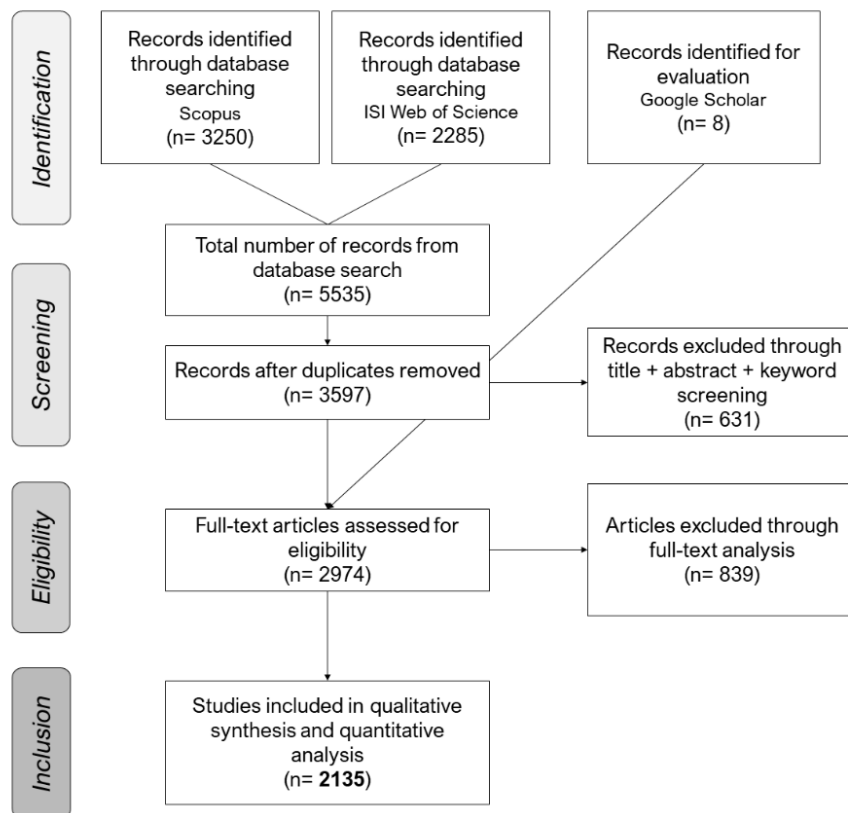 Identification
Records identified
through database
searching
Scopus
(n= 3250)
Records identified
through database
searching
ISI Web of Science
(n= 2285)
Records identified for
evaluation
Google Scholar
(n= 8)
Total number of records from
database search
(n= 5535)
Screening
Records after duplicates removed
(n= 3597)
Records excluded through
title + abstract + keyword
screening
(n= 631)
Eligibility
Full-text articles assessed for
eligibility
(n= 2974)
Articles excluded through
full-text analysis
(n= 839)
Inclusion
Studies included in qualitative
synthesis and quantitative
analysis
(n= 2135)